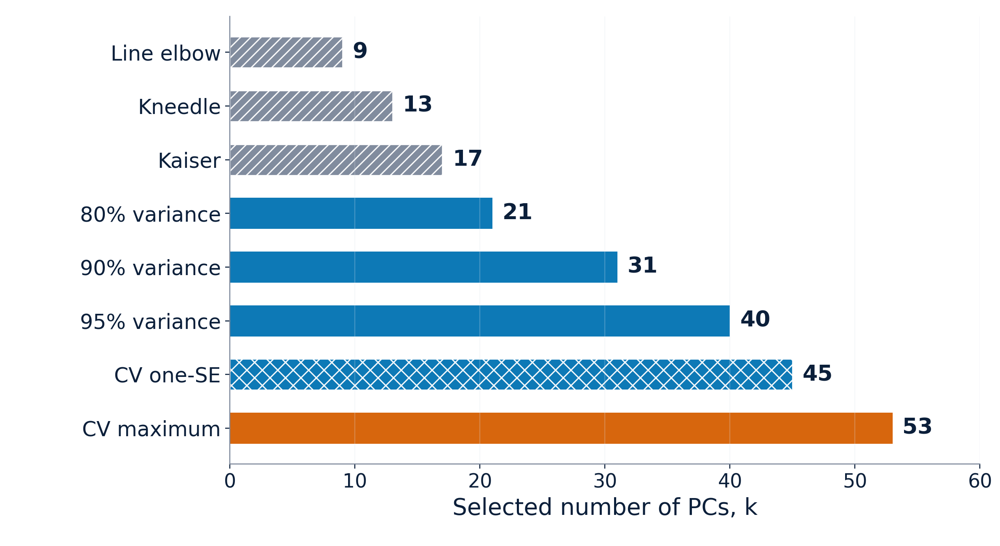 Line elbow 9
Kneedle 13
Kaiser 17
80% variance 21
90% variance 31
95% variance 40
CV one-SE 45
CV maximum 53
0 10 20 30 40 50 60
Selected number of PCs, k